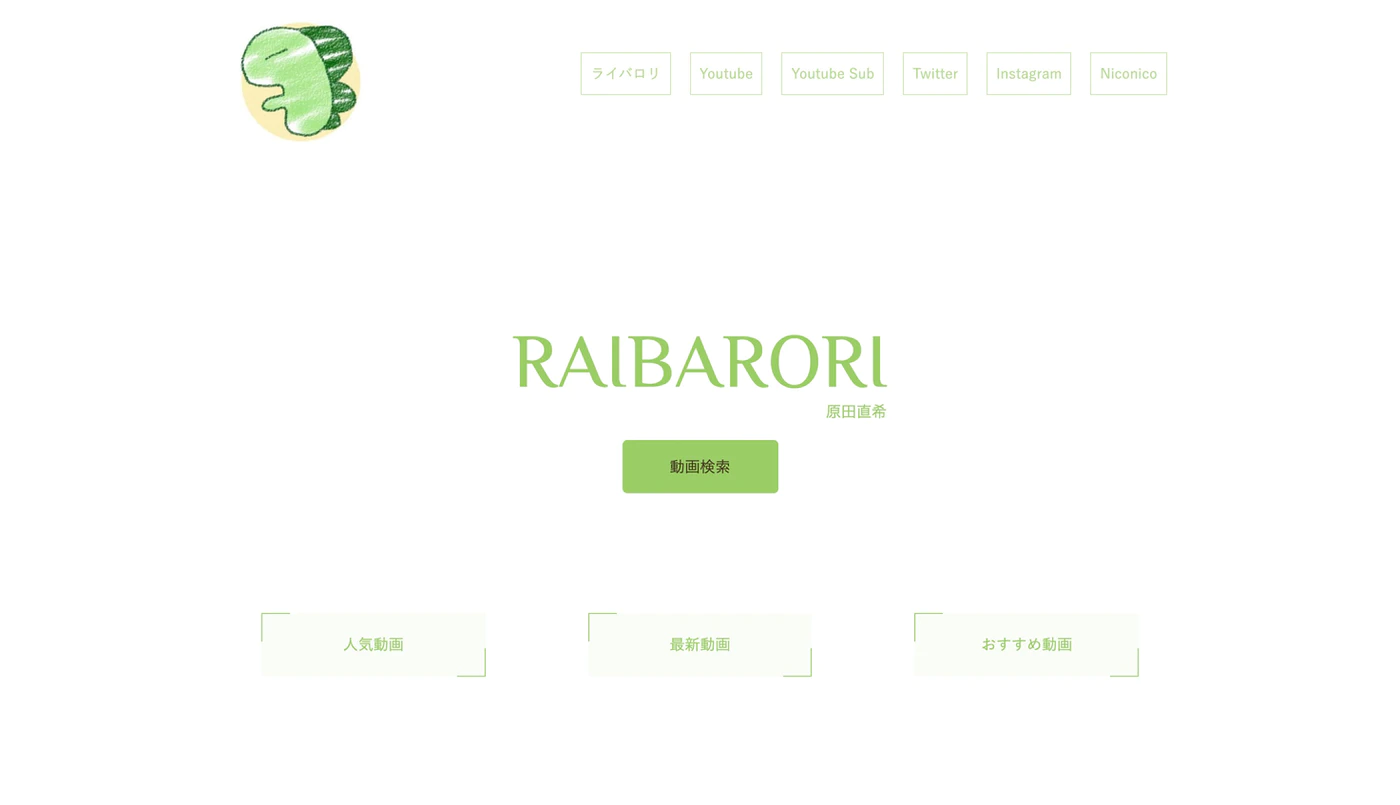 ライバロリ
Youtube
Youtube Sub
Twitter
Instagram
Niconico
RAIBARORI
原田直希
動画検索
人気動画
最新動画
おすすめ動画